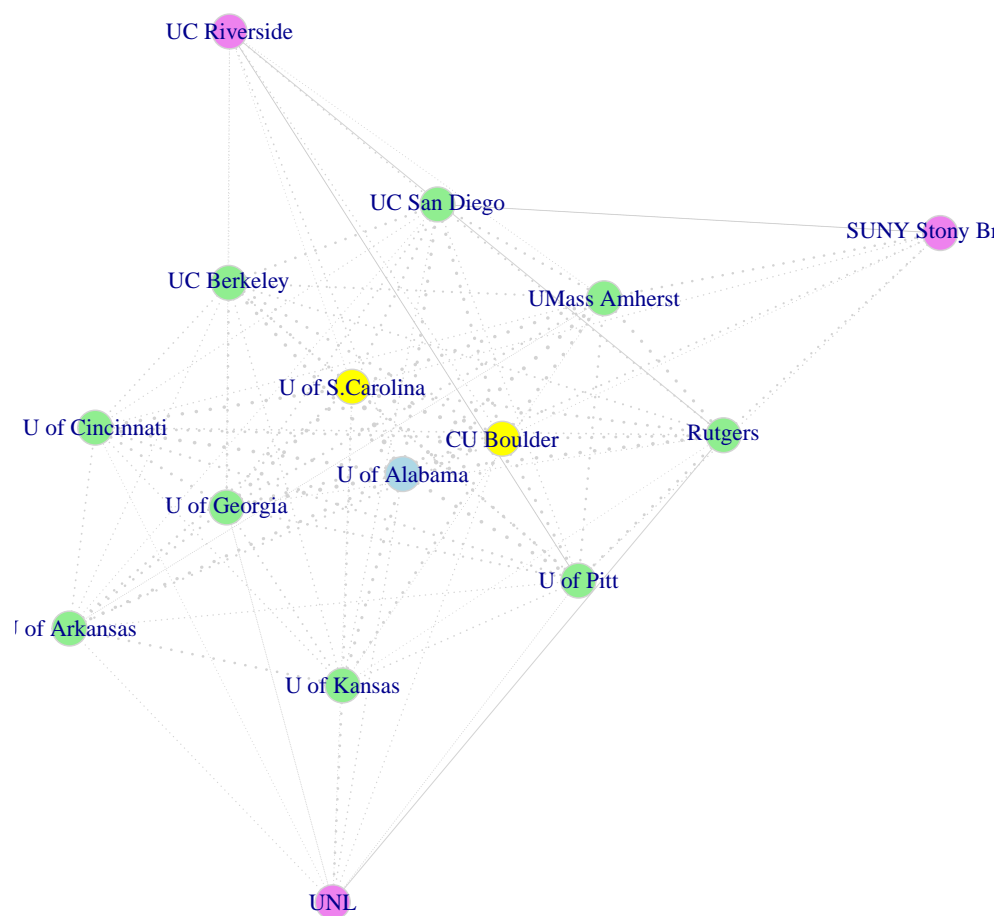 UC Riverside
UC San Diego
SUNY Stony
UC Berkeley
UMass Amherst
U of S.Carolina
U of Cincinnati
CU Boulder
Rutgers
U of Alabama
U of Georgia
U of Pitt
of Arkansas
U of Kansas
UNL